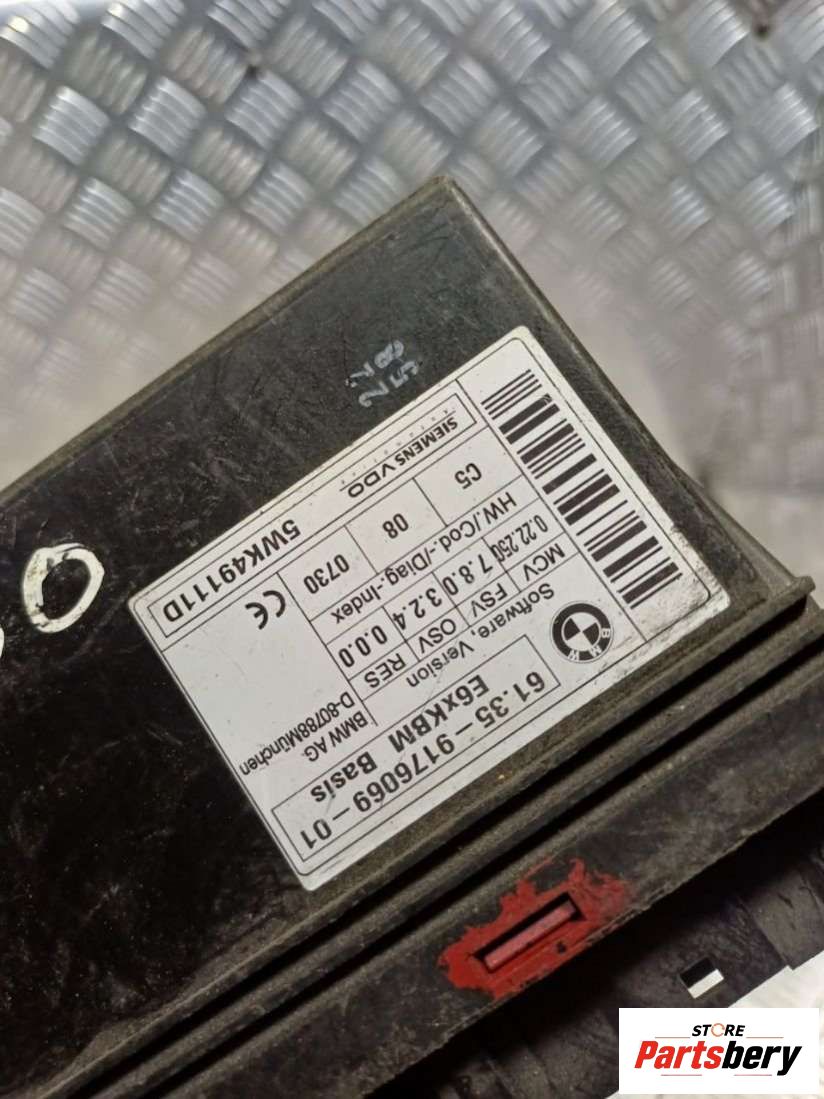 61.35-9176069-01
E6xKBM Basis
BMW AG
D-80788München
Software, Version
MCV FSV OSV RES
0.22.250 7.8.0 3.2.4 0.0.0
HW./Cod.-/Diag.-Index
C5 08 0730
CE
SIEMENS VDO
5WK49111D
BMW
0
STORE
Partsbery